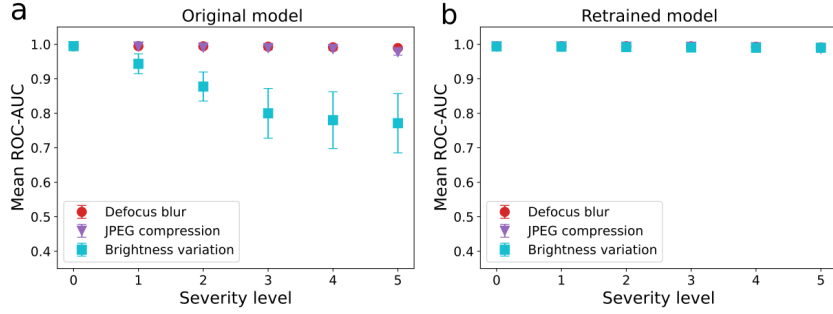 a
Original model
Mean ROC-AUC
1.0
0.9
0.8
0.7
0.6
0.5
0.4
Defocus blur
JPEG compression
Brightness variation
0 1 2 3 4 5
Severity level
b
Retrained model
Mean ROC-AUC
1.0
0.9
0.8
0.7
0.6
0.5
0.4
Defocus blur
JPEG compression
Brightness variation
0 1 2 3 4 5
Severity level